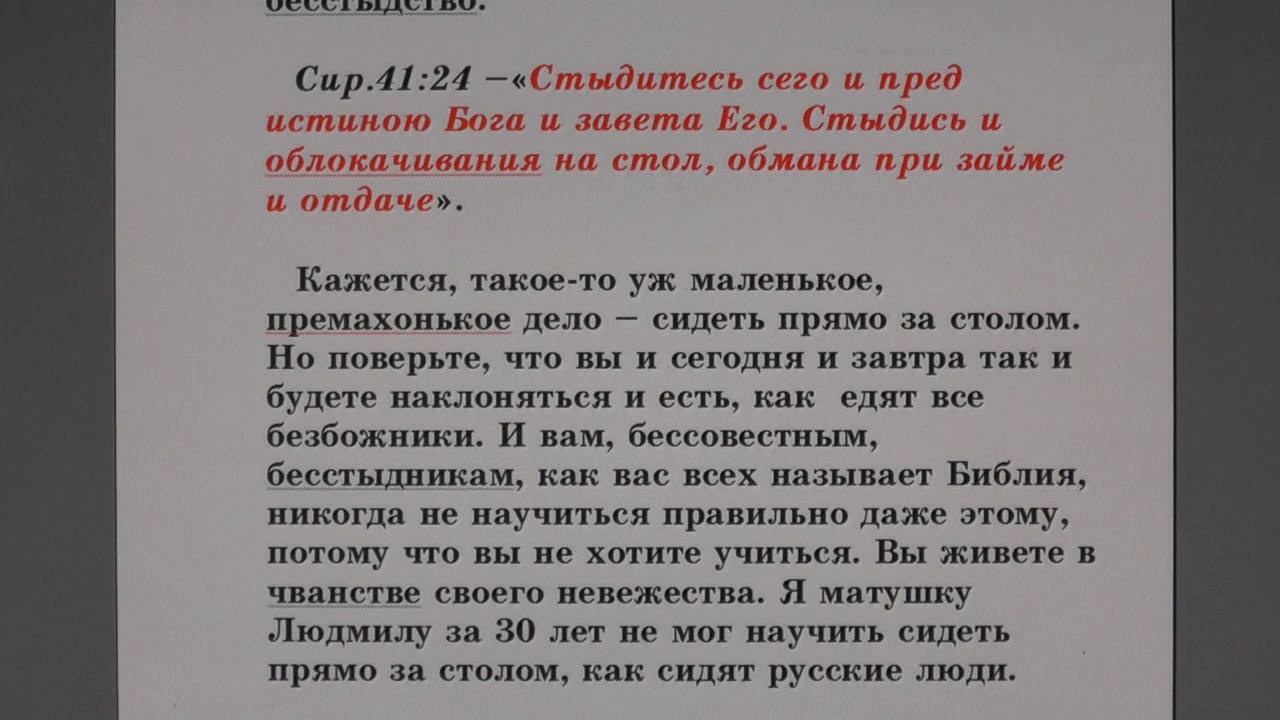 бесстыдство.
Сир.41:24 –«Стыдитесь сего и пред
истиною Бога и завета Его. Стыдись и
облокачивания на стол, обмана при займе
и отдаче».
Кажется, такое-то уж маленькое,
премахонькое дело – сидеть прямо за столом.
Но поверьте, что вы и сегодня и завтра так и
будете наклоняться и есть, как едят все
безбожники. И вам, бессовестным,
бесстыдникам, как вас всех называет Библия,
никогда не научиться правильно даже этому,
потому что вы не хотите учиться. Вы живете в
чванстве своего невежества. Я матушку
Людмилу за 30 лет не мог научить сидеть
прямо за столом, как сидят русские люди.